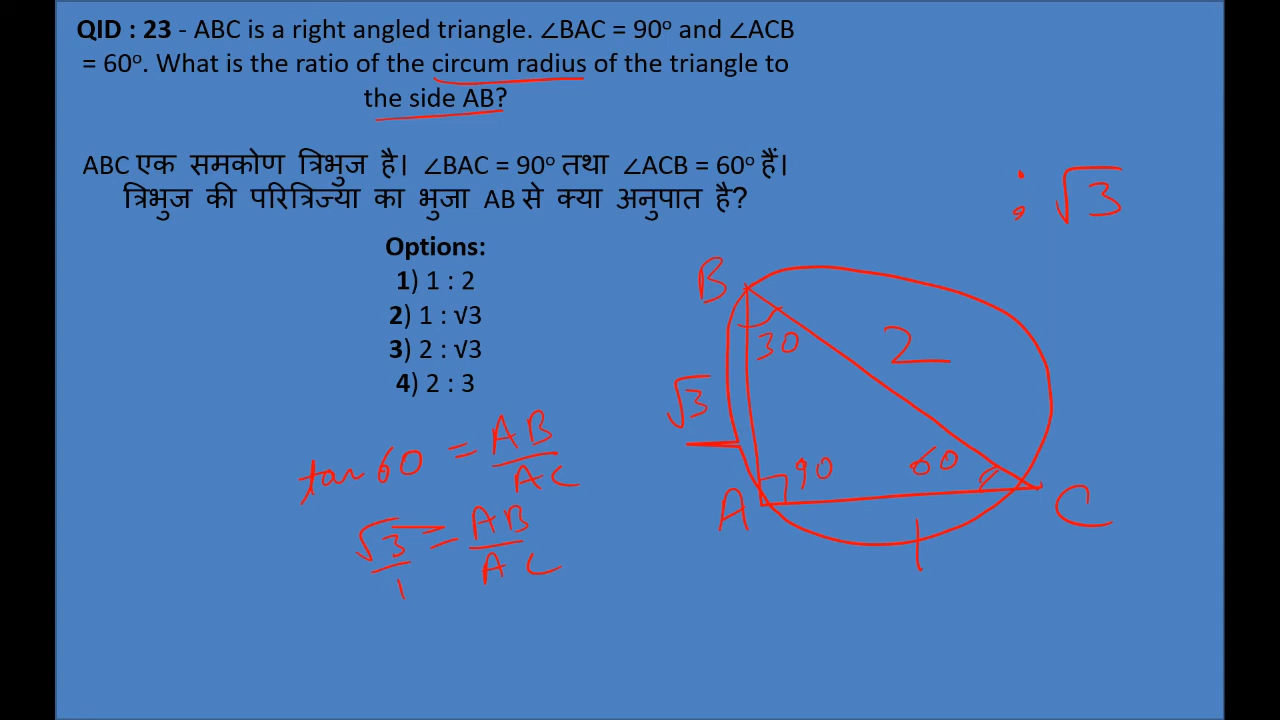 QID : 23 - ABC is a right angled triangle. ∠BAC = 90° and ∠ACB
= 60°. What is the ratio of the circum radius of the triangle to
the side AB?
ABC एक समकोण त्रिभुज है। ∠BAC = 90° तथा ∠ACB = 60° हैं।
त्रिभुज की परित्रिज्या का भुजा AB से क्या अनुपात है?
: √3
Options:
1) 1 : 2
2) 1 : √3
3) 2 : √3
4) 2 : 3
B
30
2
√3
90
60
A
C
1
tan 60 = AB/AC
√3/1 = AB/AC